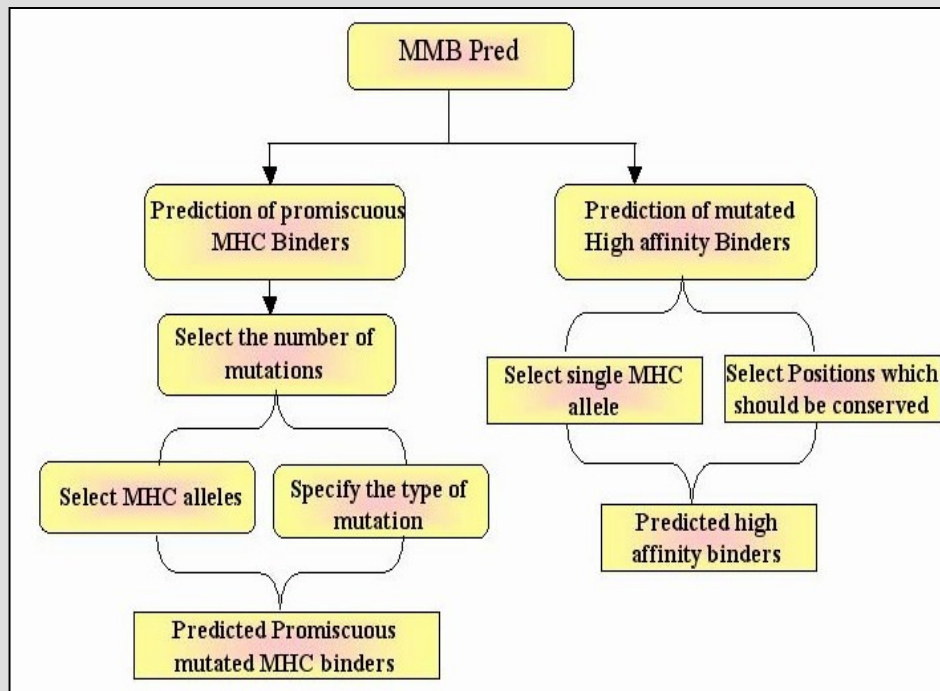 MMB Pred
Prediction of promiscuous
MHC Binders
Prediction of mutated
High affinity Binders
Select the number of
mutations
Select single MHC
allele
Select Positions which
should be conserved
Select MHC alleles
Specify the type of
mutation
Predicted high
affinity binders
Predicted Promiscuous
mutated MHC binders